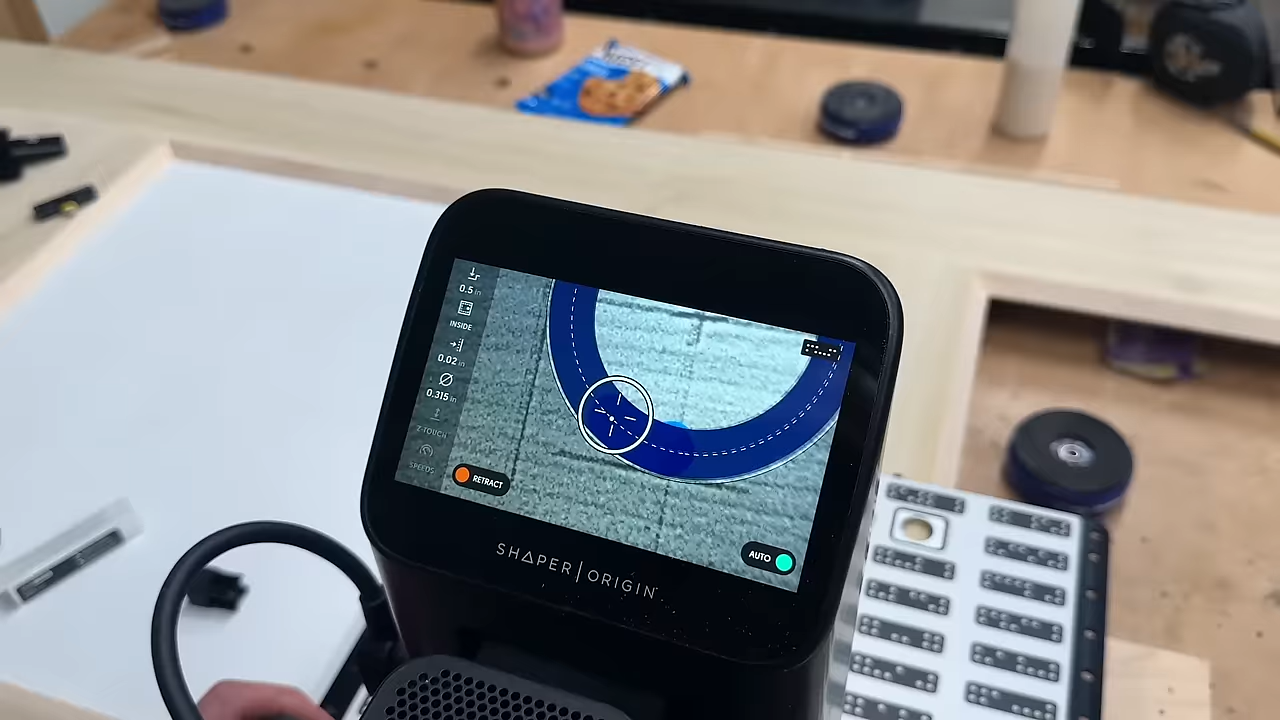 0.5 in
INSIDE
0.02 in
0.315 in
Z-TOUCH
SPEEDS
RETRACT
AUTO
SHAPER | ORIGIN